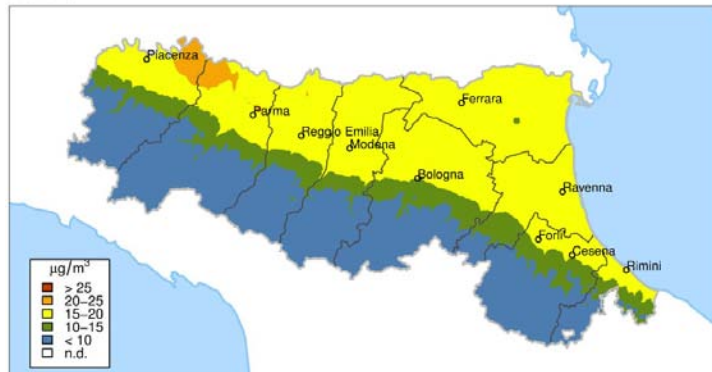 Piacenza
Parma
Reggio Emilia
Modena
Ferrara
Bologna
Ravenna
Forlì
Cesena
Rimini
μg/m³
> 25
20–25
15–20
10–15
< 10
n.d.